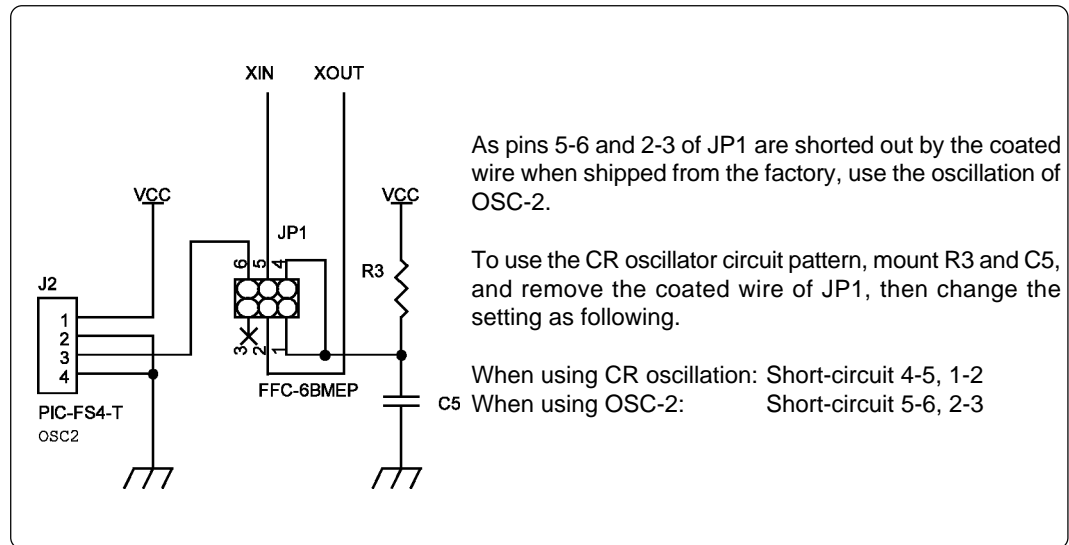 XIN XOUT
VCC
VCC
JP1
6 5 4
R3
J2
1
2
3
4
3 2 1
FFC-6BMEP
C5
PIC-FS4-T
OSC2
As pins 5-6 and 2-3 of JP1 are shorted out by the coated
wire when shipped from the factory, use the oscillation of
OSC-2.
To use the CR oscillator circuit pattern, mount R3 and C5,
and remove the coated wire of JP1, then change the
setting as following.
When using CR oscillation: Short-circuit 4-5, 1-2
When using OSC-2: Short-circuit 5-6, 2-3